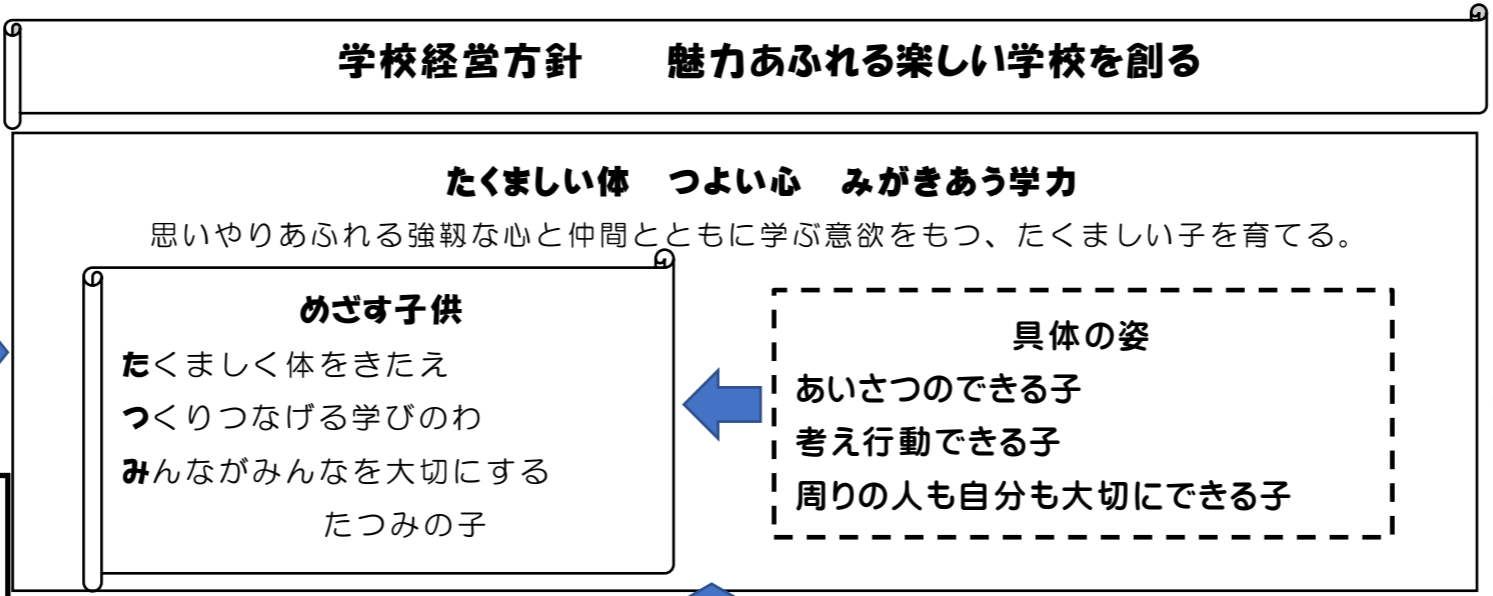 学校経営方針　　魅力あふれる楽しい学校を創る
たくましい体　つよい心　みがきあう学力
思いやりあふれる強靱な心と仲間とともに学ぶ意欲をもつ、たくましい子を育てる。
めざす子供
たくましく体をきたえ
つくりつなげる学びのわ
みんながみんなを大切にする
たつみの子
具体の姿
あいさつのできる子
考え行動できる子
周りの人も自分も大切にできる子